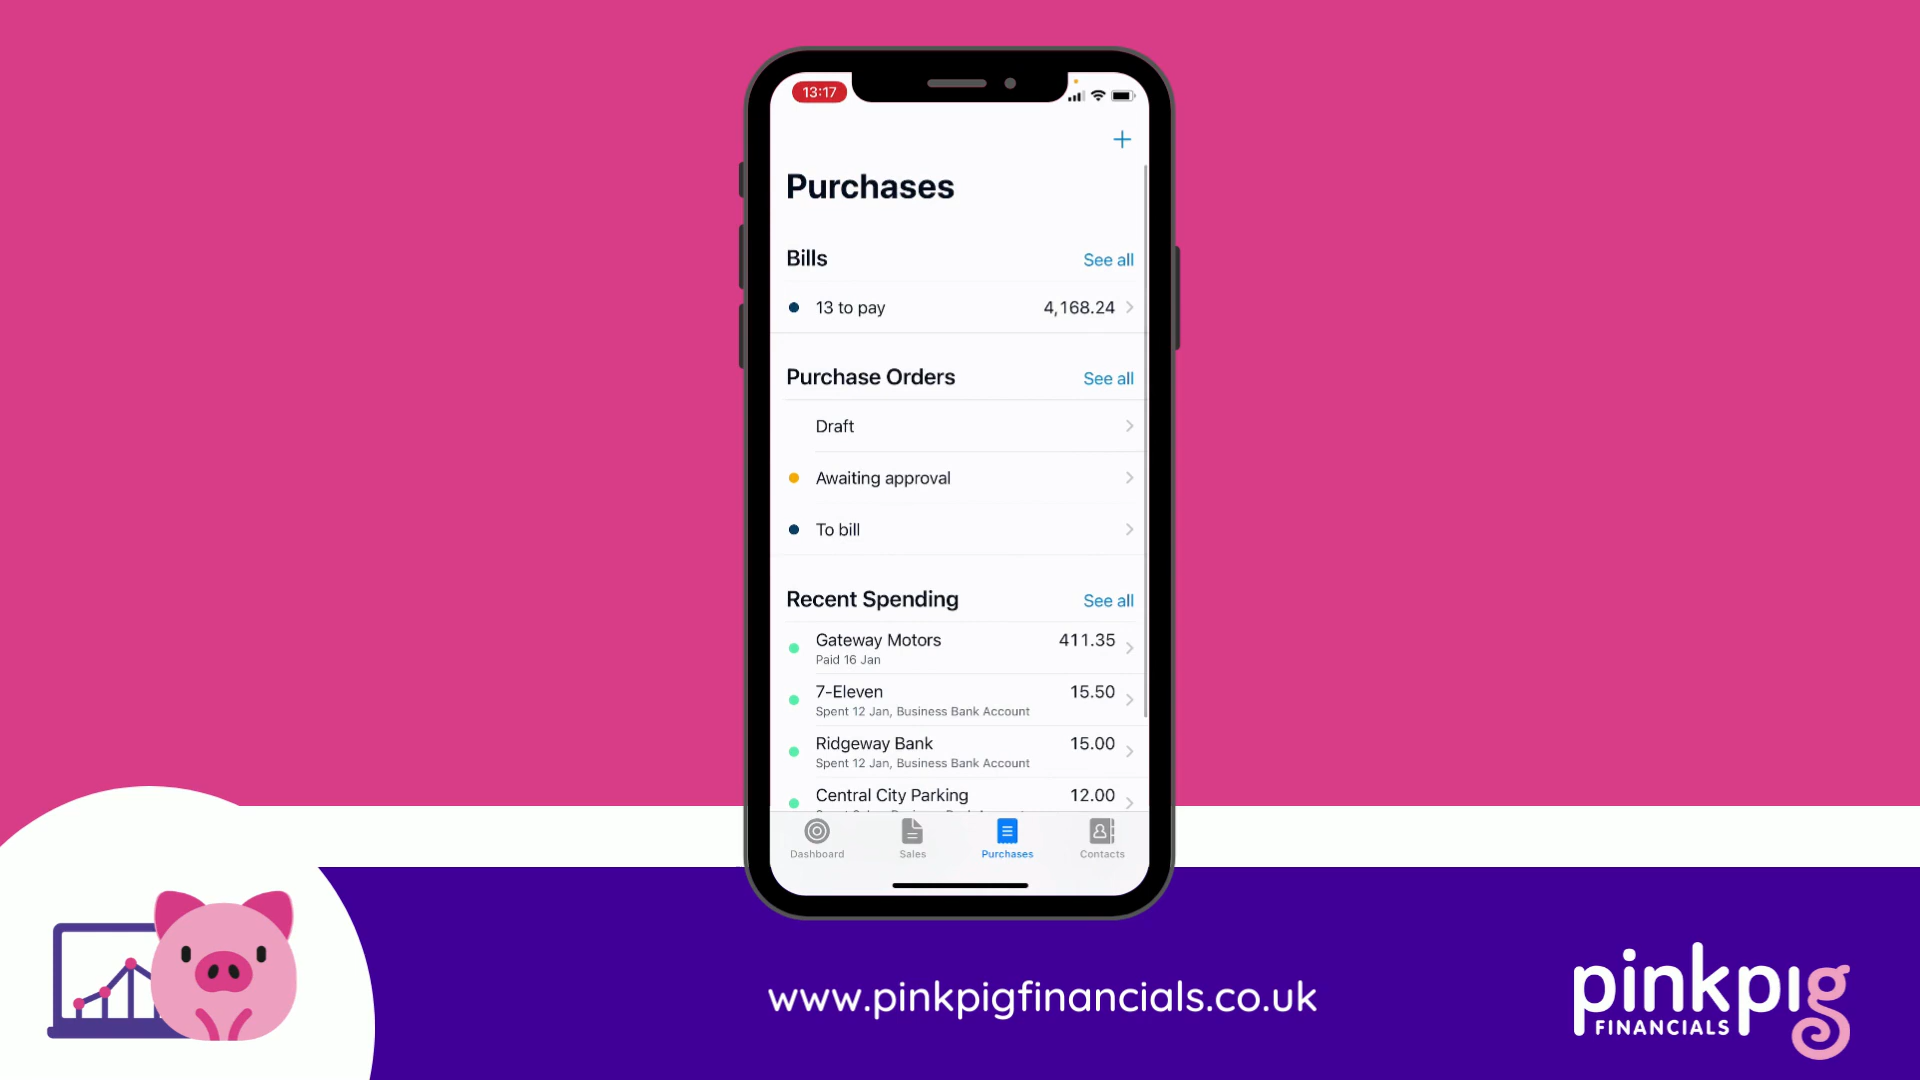 13:17
Purchases
Bills
See all
13 to pay
4,168.24
Purchase Orders
See all
Draft
Awaiting approval
To bill
Recent Spending
See all
Gateway Motors
411.35
Paid 16 Jan
7-Eleven
15.50
Spent 12 Jan, Business Bank Account
Ridgeway Bank
15.00
Spent 12 Jan, Business Bank Account
Central City Parking
12.00
Dashboard
Sales
Purchases
Contacts
www.pinkpigfinancials.co.uk
pinkpig
FINANCIALS